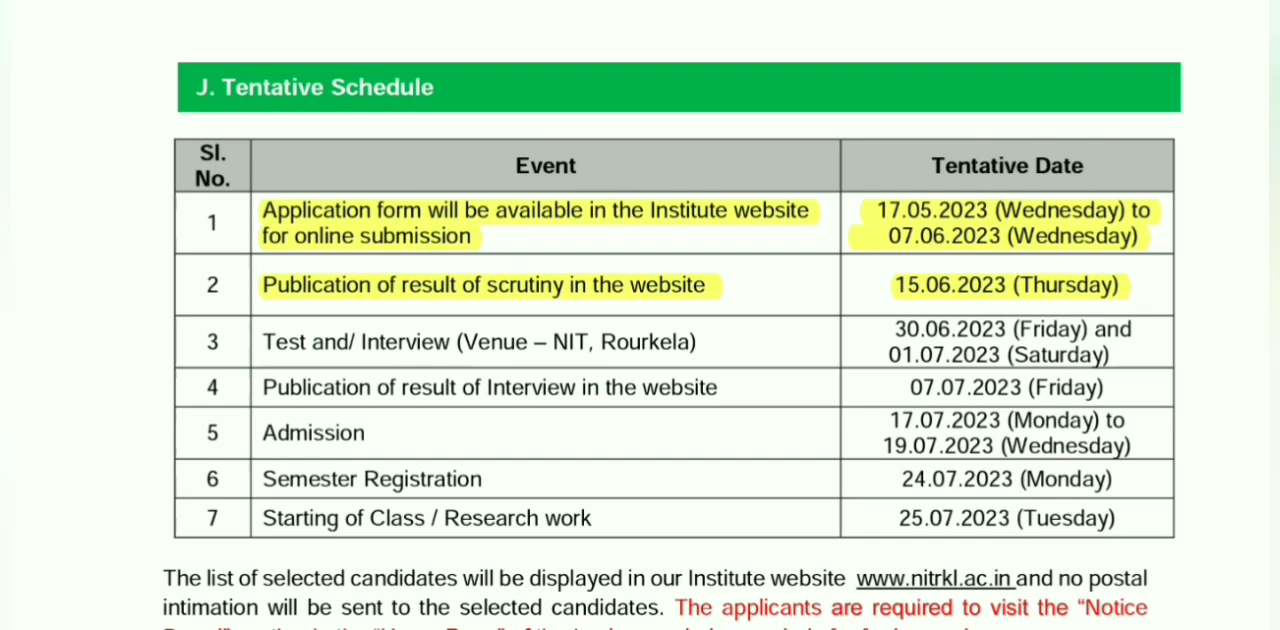 J. Tentative Schedule
Sl. No. Event Tentative Date
1 Application form will be available in the Institute website 17.05.2023 (Wednesday) to
for online submission 07.06.2023 (Wednesday)
2 Publication of result of scrutiny in the website 15.06.2023 (Thursday)
3 Test and/ Interview (Venue – NIT, Rourkela) 30.06.2023 (Friday) and
01.07.2023 (Saturday)
4 Publication of result of Interview in the website 07.07.2023 (Friday)
5 Admission 17.07.2023 (Monday) to
19.07.2023 (Wednesday)
6 Semester Registration 24.07.2023 (Monday)
7 Starting of Class / Research work 25.07.2023 (Tuesday)
The list of selected candidates will be displayed in our Institute website www.nitrkl.ac.in and no postal
intimation will be sent to the selected candidates. The applicants are required to visit the “Notice